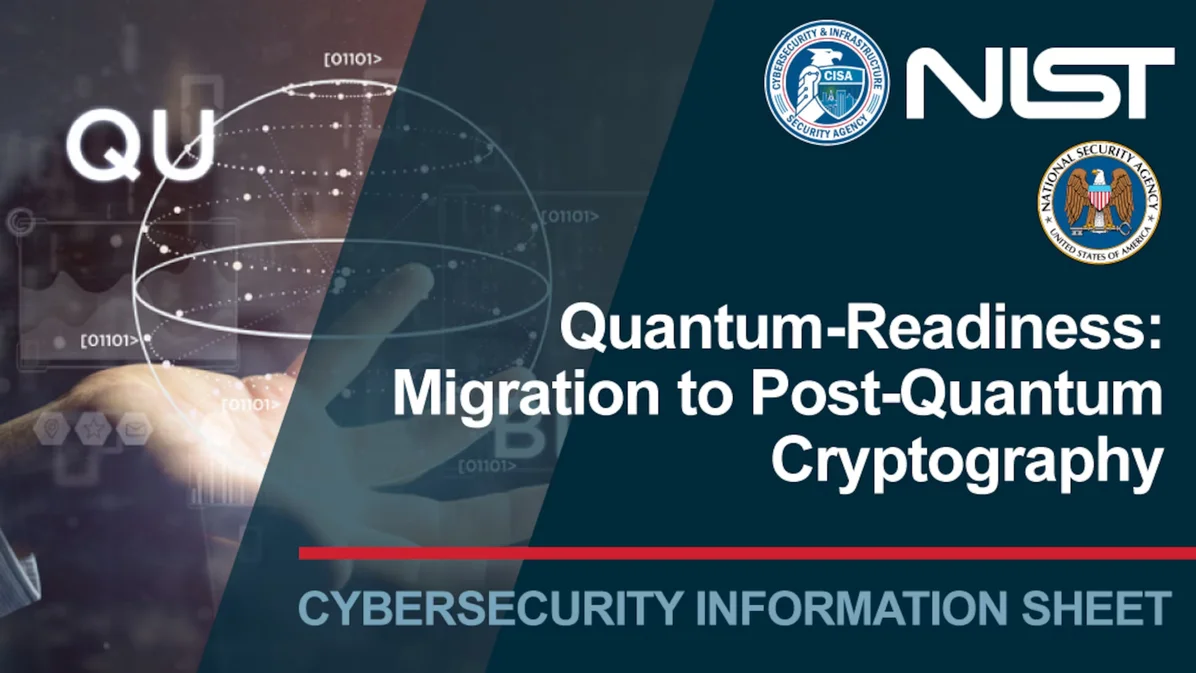 [01101>
CYBERSECURITY & INFRASTRUCTURE
CISA
SECURITY AGENCY
NIST
QU
NATIONAL SECURITY AGENCY
UNITED STATES OF AMERICA
[01101>
Quantum-Readiness:
[01101>
Migration to Post-Quantum
[01101>
Cryptography
[01101>
CYBERSECURITY INFORMATION SHEET